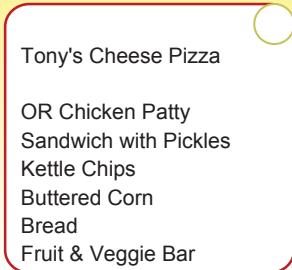 Tony's Cheese Pizza
OR Chicken Patty
Sandwich with Pickles
Kettle Chips
Buttered Corn
Bread
Fruit & Veggie Bar